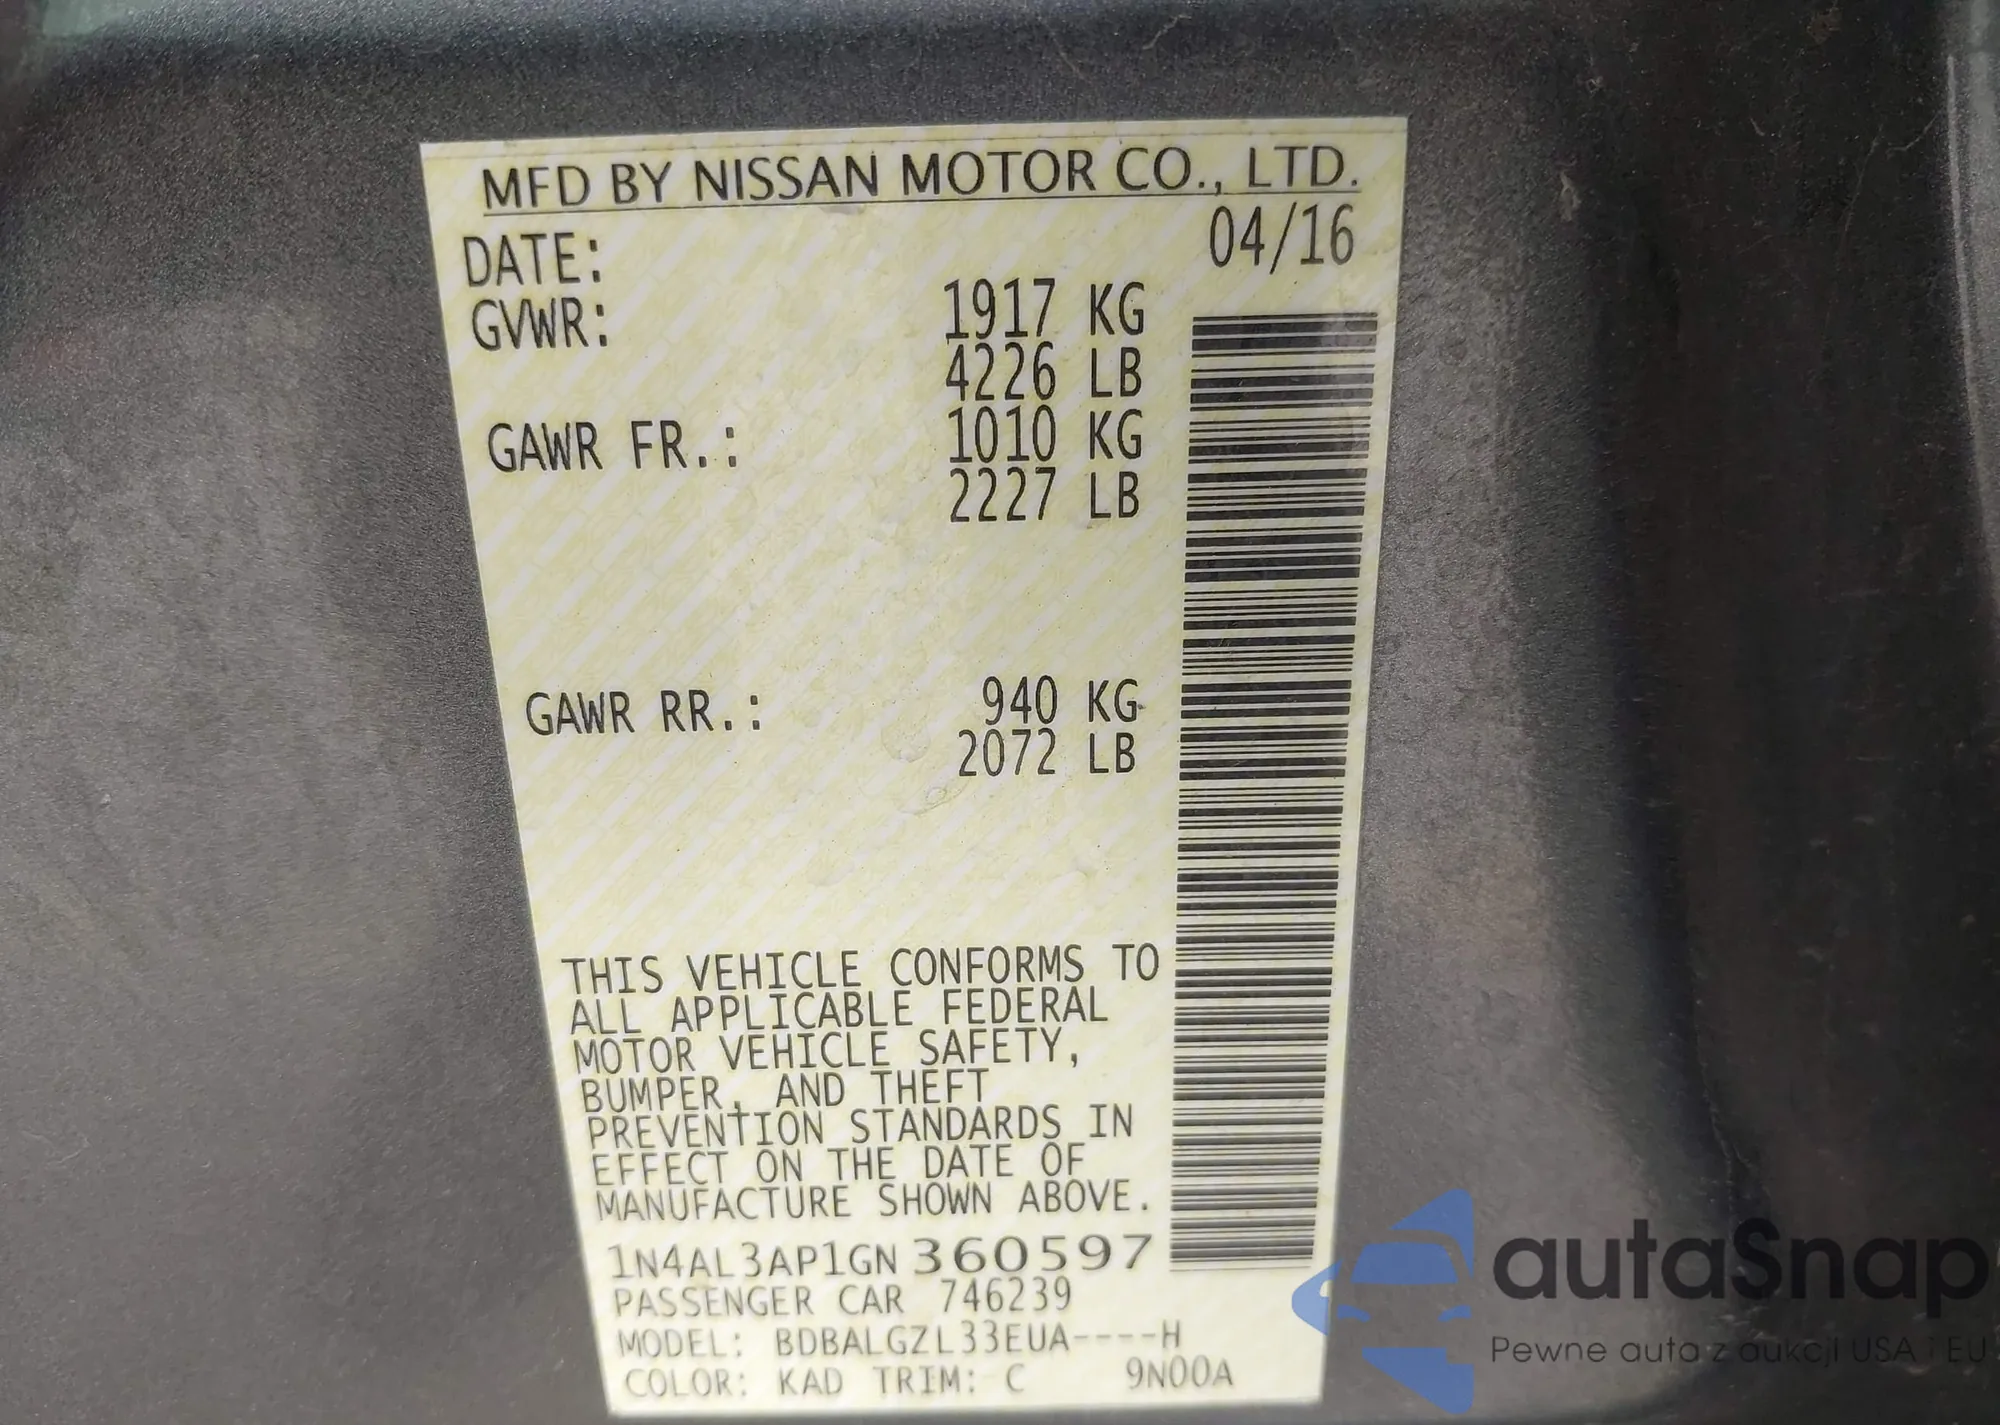 MFD BY NISSAN MOTOR CO., LTD.
DATE: 04/16
GVWR: 1917 KG
4226 LB
GAWR FR.: 1010 KG
2227 LB
GAWR RR.: 940 KG
2072 LB
THIS VEHICLE CONFORMS TO
ALL APPLICABLE FEDERAL
MOTOR VEHICLE SAFETY,
BUMPER, AND THEFT
PREVENTION STANDARDS IN
EFFECT ON THE DATE OF
MANUFACTURE SHOWN ABOVE.
1N4AL3AP1GN360597
PASSENGER CAR 746239
MODEL: BDBALGZL33EUA----H
COLOR: KAD TRIM: C 9N00A
autaSnap
Pewne auta z aukcji USA i EU